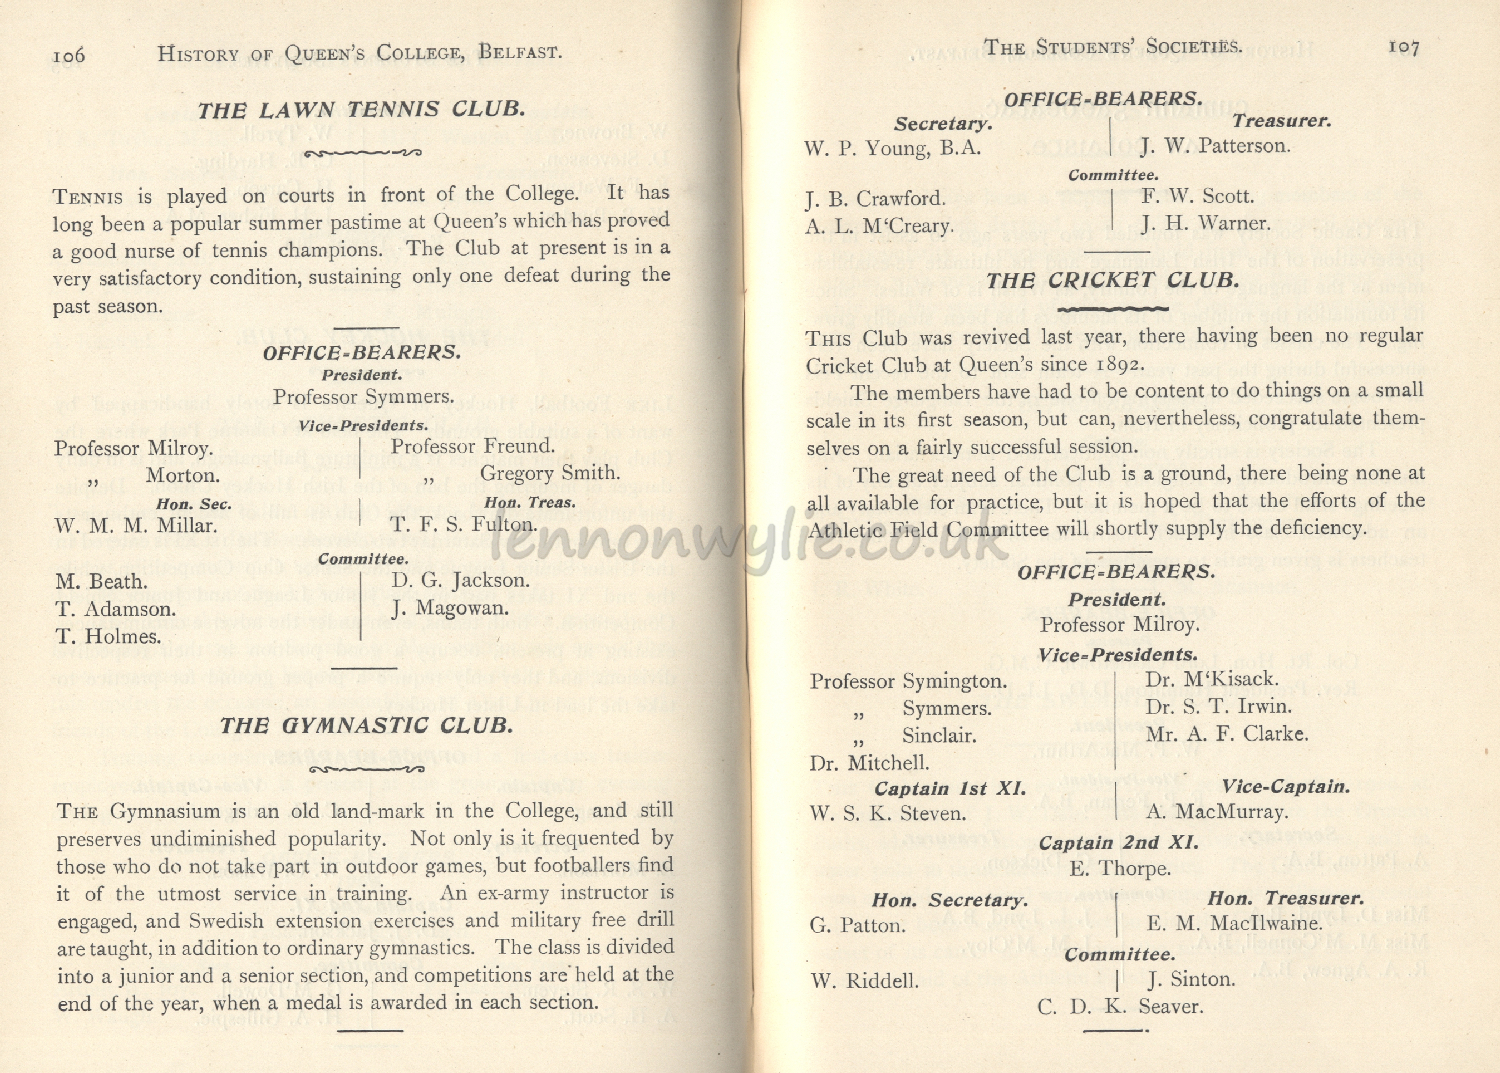 106 HISTORY OF QUEEN'S COLLEGE, BELFAST.
THE LAWN TENNIS CLUB.
TENNIS is played on courts in front of the College. It has
long been a popular summer pastime at Queen's which has proved
a good nurse of tennis champions. The Club at present is in a
very satisfactory condition, sustaining only one defeat during the
past season.
OFFICE-BEARERS.
President.
Professor Symmers.
Vice-Presidents.
Professor Milroy. Professor Freund.
„ Morton. „ Gregory Smith.
Hon. Sec. Hon. Treas.
W. M. M. Millar. T. F. S. Fulton.
Committee.
M. Beath. D. G. Jackson.
T. Adamson. J. Magowan.
T. Holmes.
THE GYMNASTIC CLUB.
THE Gymnasium is an old land-mark in the College, and still
preserves undiminished popularity. Not only is it frequented by
those who do not take part in outdoor games, but footballers find
it of the utmost service in training. An ex-army instructor is
engaged, and Swedish extension exercises and military free drill
are taught, in addition to ordinary gymnastics. The class is divided
into a junior and a senior section, and competitions are held at the
end of the year, when a medal is awarded in each section.
THE STUDENTS' SOCIETIES. 107
OFFICE-BEARERS.
Secretary. Treasurer.
W. P. Young, B.A. J. W. Patterson.
Committee.
J. B. Crawford. F. W. Scott.
A. L. M‘Creary. J. H. Warner.
THE CRICKET CLUB.
THIS Club was revived last year, there having been no regular
Cricket Club at Queen's since 1892.
The members have had to be content to do things on a small
scale in its first season, but can, nevertheless, congratulate them-
selves on a fairly successful session.
The great need of the Club is a ground, there being none at
all available for practice, but it is hoped that the efforts of the
Athletic Field Committee will shortly supply the deficiency.
OFFICE-BEARERS.
President.
Professor Milroy.
Vice-Presidents.
Professor Symington. Dr. M‘Kisack.
„ Symmers. Dr. S. T. Irwin.
„ Sinclair. Mr. A. F. Clarke.
Dr. Mitchell.
Captain 1st XI. Vice-Captain.
W. S. K. Steven. A. MacMurray.
Captain 2nd XI.
E. Thorpe.
Hon. Secretary. Hon. Treasurer.
G. Patton. E. M. MacIlwaine.
Committee.
W. Riddell. J. Sinton.
C. D. K. Seaver.
lennonwylie.co.uk